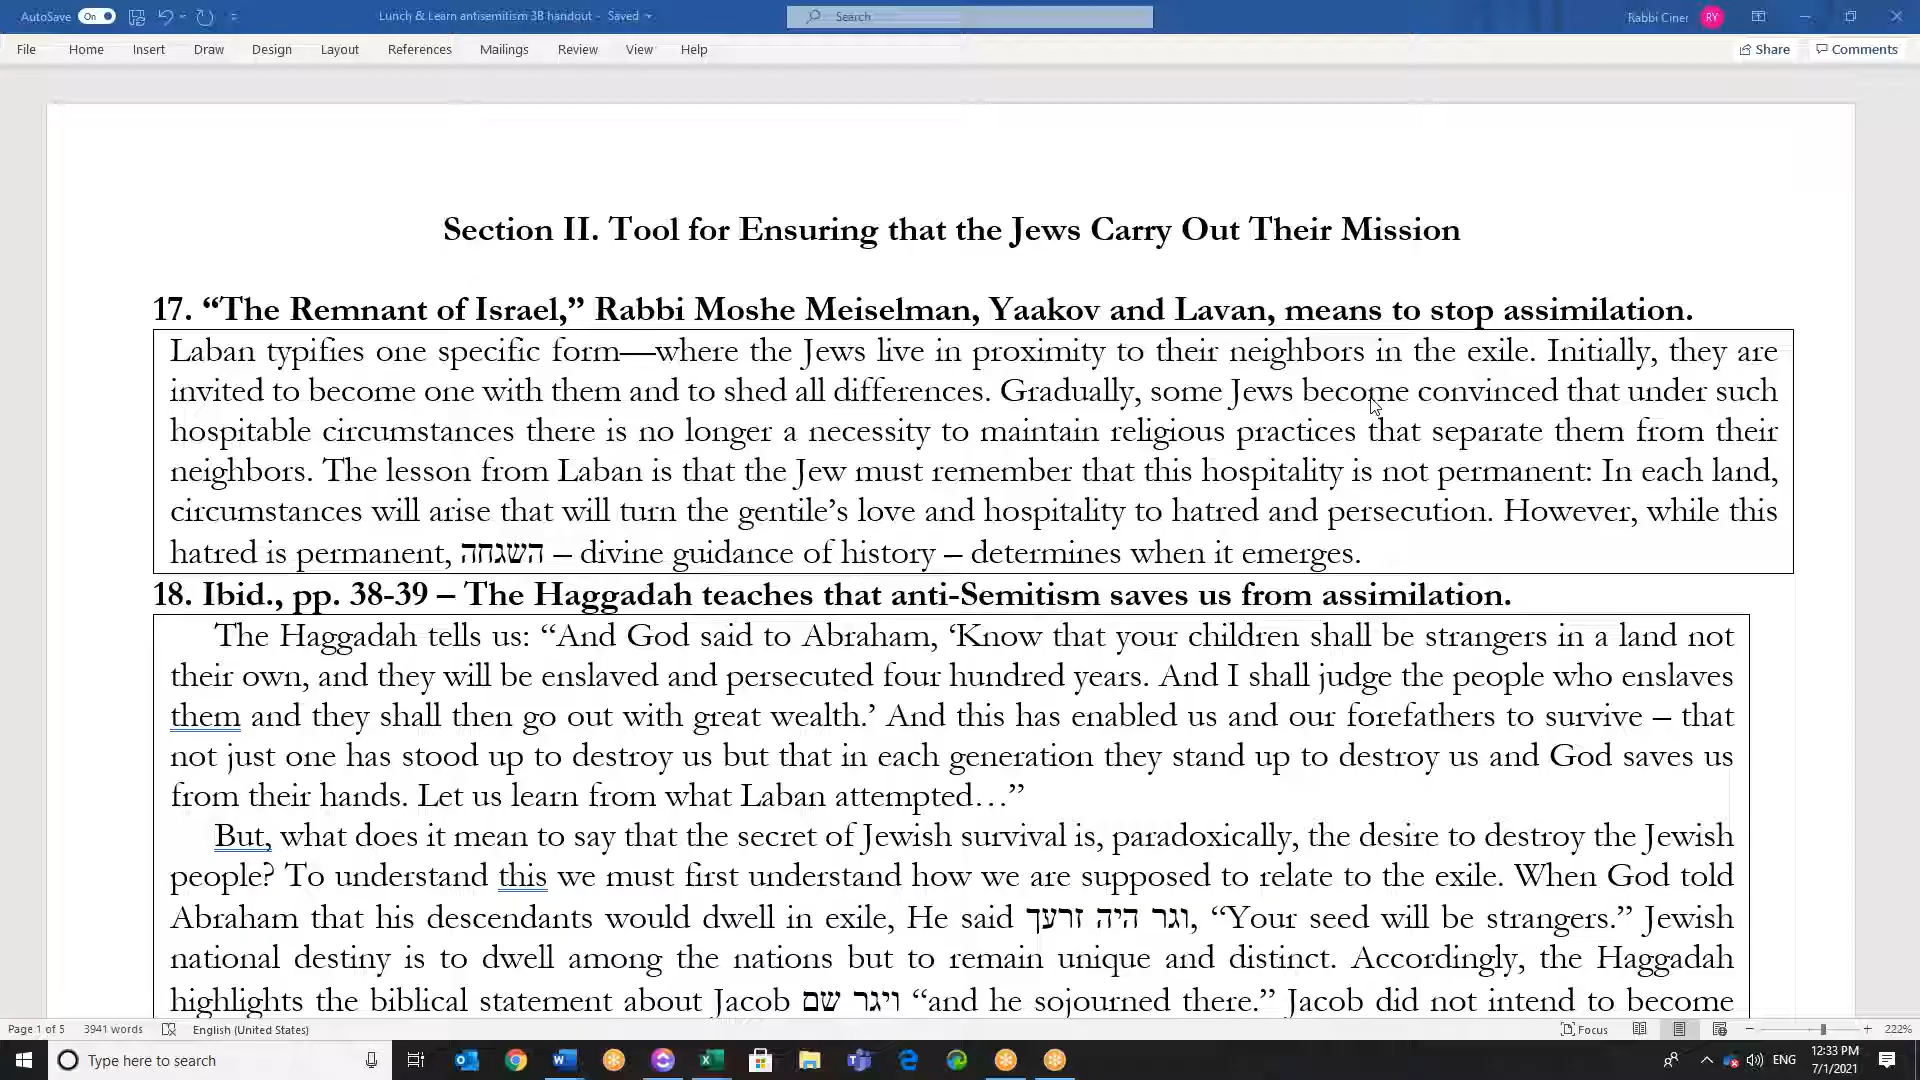 AutoSave On Lunch & Learn antisemitism 3B handout - Saved Search Rabbi Ciner RY
File Home Insert Draw Design Layout References Mailings Review View Help Share Comments
Section II. Tool for Ensuring that the Jews Carry Out Their Mission
17. “The Remnant of Israel,” Rabbi Moshe Meiselman, Yaakov and Lavan, means to stop assimilation.
Laban typifies one specific form—where the Jews live in proximity to their neighbors in the exile. Initially, they are
invited to become one with them and to shed all differences. Gradually, some Jews become convinced that under such
hospitable circumstances there is no longer a necessity to maintain religious practices that separate them from their
neighbors. The lesson from Laban is that the Jew must remember that this hospitality is not permanent: In each land,
circumstances will arise that will turn the gentile’s love and hospitality to hatred and persecution. However, while this
hatred is permanent, השגחה – divine guidance of history – determines when it emerges.
18. Ibid., pp. 38-39 – The Haggadah teaches that anti-Semitism saves us from assimilation.
The Haggadah tells us: “And God said to Abraham, ‘Know that your children shall be strangers in a land not
their own, and they will be enslaved and persecuted four hundred years. And I shall judge the people who enslaves
them and they shall then go out with great wealth.’ And this has enabled us and our forefathers to survive – that
not just one has stood up to destroy us but that in each generation they stand up to destroy us and God saves us
from their hands. Let us learn from what Laban attempted…”
But, what does it mean to say that the secret of Jewish survival is, paradoxically, the desire to destroy the Jewish
people? To understand this we must first understand how we are supposed to relate to the exile. When God told
Abraham that his descendants would dwell in exile, He said וגר היה זרעך, “Your seed will be strangers.” Jewish
national destiny is to dwell among the nations but to remain unique and distinct. Accordingly, the Haggadah
highlights the biblical statement about Jacob ויגר שם “and he sojourned there.” Jacob did not intend to become
Page 1 of 5 3941 words English (United States) Focus 222%
Type here to search ENG 12:33 PM
7/1/2021